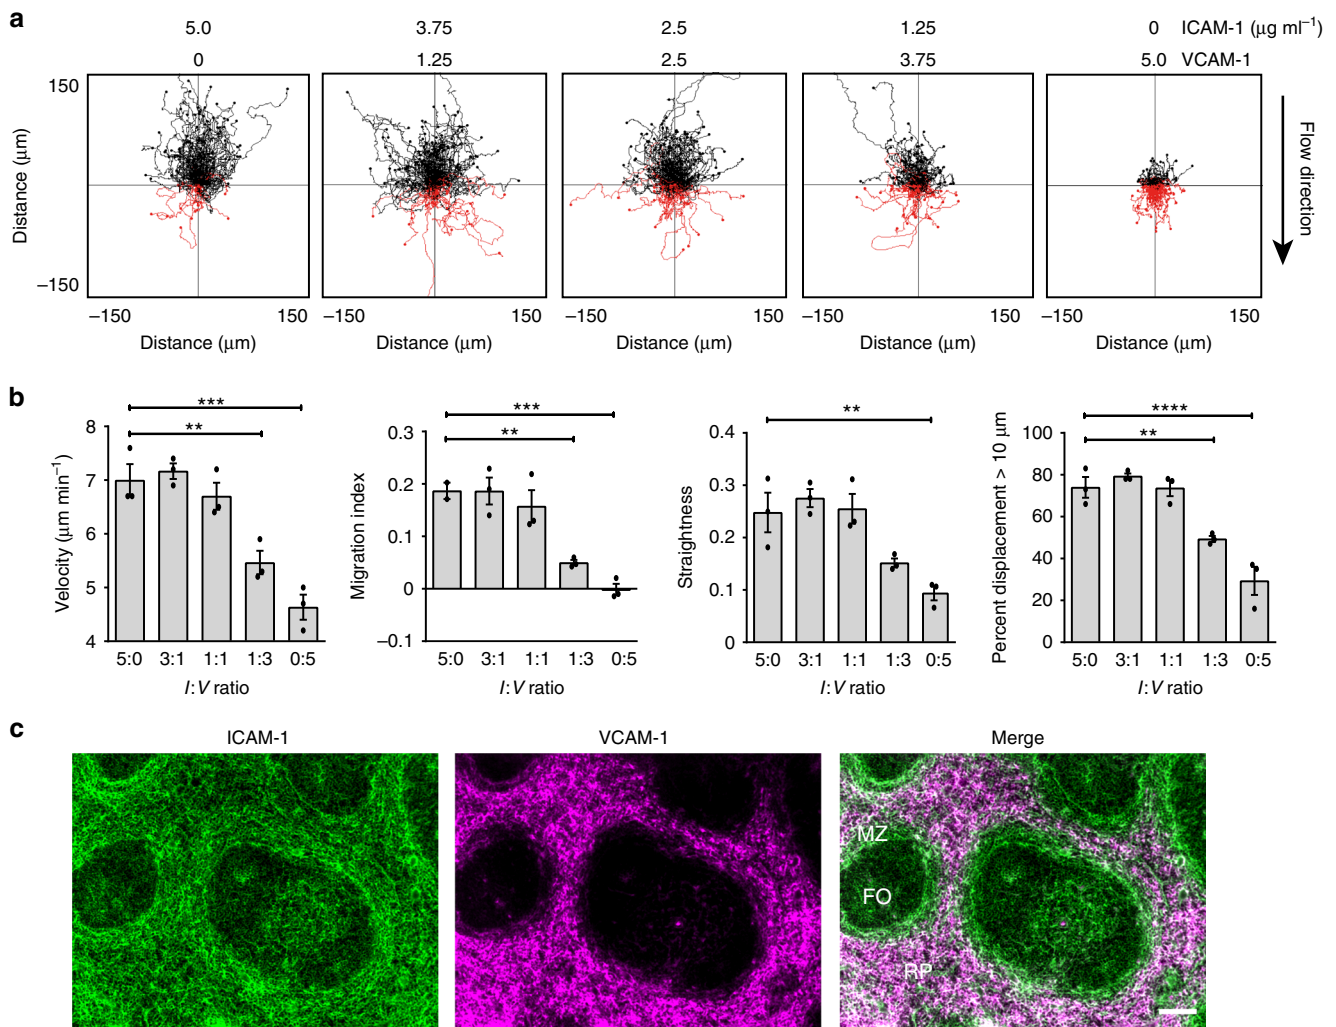 a
5.0 3.75 2.5 1.25 0 ICAM-1 (μg ml⁻¹)
0 1.25 2.5 3.75 5.0 VCAM-1
150
Distance (μm)
−150
Flow direction
−150 150 −150 150 −150 150 −150 150 −150 150
Distance (μm) Distance (μm) Distance (μm) Distance (μm) Distance (μm)
b
***
**
8
7
6
5
4
Velocity (μm min⁻¹)
5:0 3:1 1:1 1:3 0:5
I:V ratio
***
**
0.3
0.2
0.1
0
−0.1
Migration index
5:0 3:1 1:1 1:3 0:5
I:V ratio
**
0.4
0.3
0.2
0.1
0
Straightness
5:0 3:1 1:1 1:3 0:5
I:V ratio
****
**
100
80
60
40
20
0
Percent displacement > 10 μm
5:0 3:1 1:1 1:3 0:5
I:V ratio
c
ICAM-1 VCAM-1 Merge
MZ
FO
RP